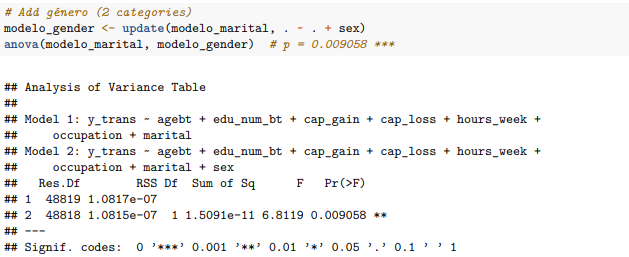 # Add género (2 categories)
modelo_gender <- update(modelo_marital, . ~ . + sex)
anova(modelo_marital, modelo_gender)  # p = 0.009058 ***
## Analysis of Variance Table
##
## Model 1: y_trans ~ agebt + edu_num_bt + cap_gain + cap_loss + hours_week +
##     occupation + marital
## Model 2: y_trans ~ agebt + edu_num_bt + cap_gain + cap_loss + hours_week +
##     occupation + marital + sex
##   Res.Df        RSS Df  Sum of Sq      F   Pr(>F)
## 1  48819 1.0817e-07
## 2  48818 1.0815e-07  1 1.5091e-11 6.8119 0.009058 **
## ---
## Signif. codes:  0 '***' 0.001 '**' 0.01 '*' 0.05 '.' 0.1 ' ' 1